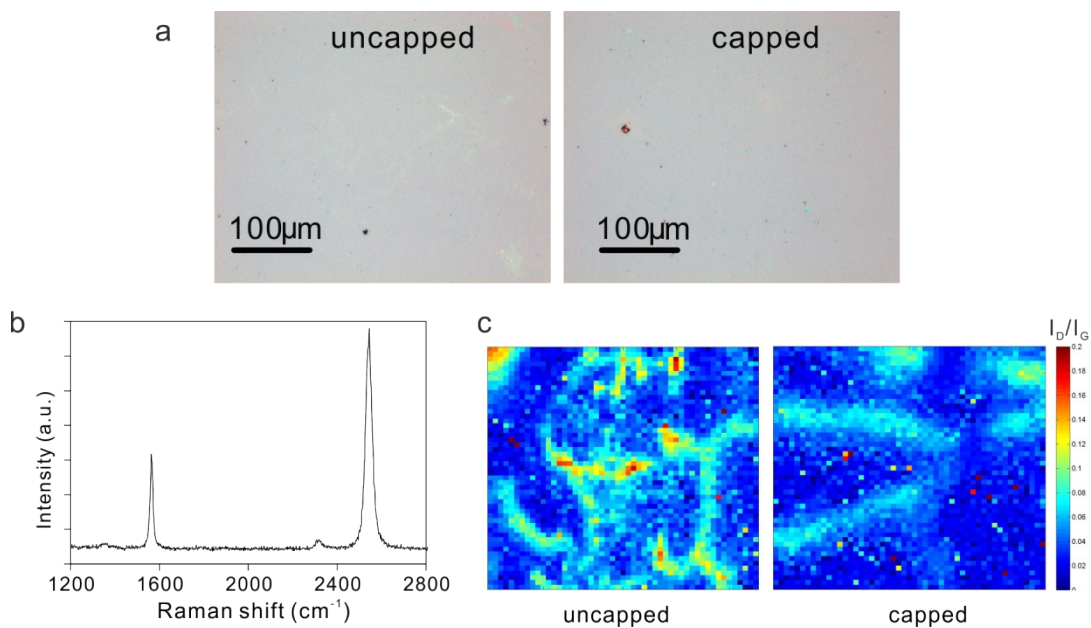 a
uncapped
capped
100μm
100μm
b
Intensity (a.u.)
1200 1600 2000 2400 2800
Raman shift (cm⁻¹)
c
I_D/I_G
0.2
0.18
0.16
0.14
0.12
0.1
0.08
0.06
0.04
0.02
0
uncapped
capped